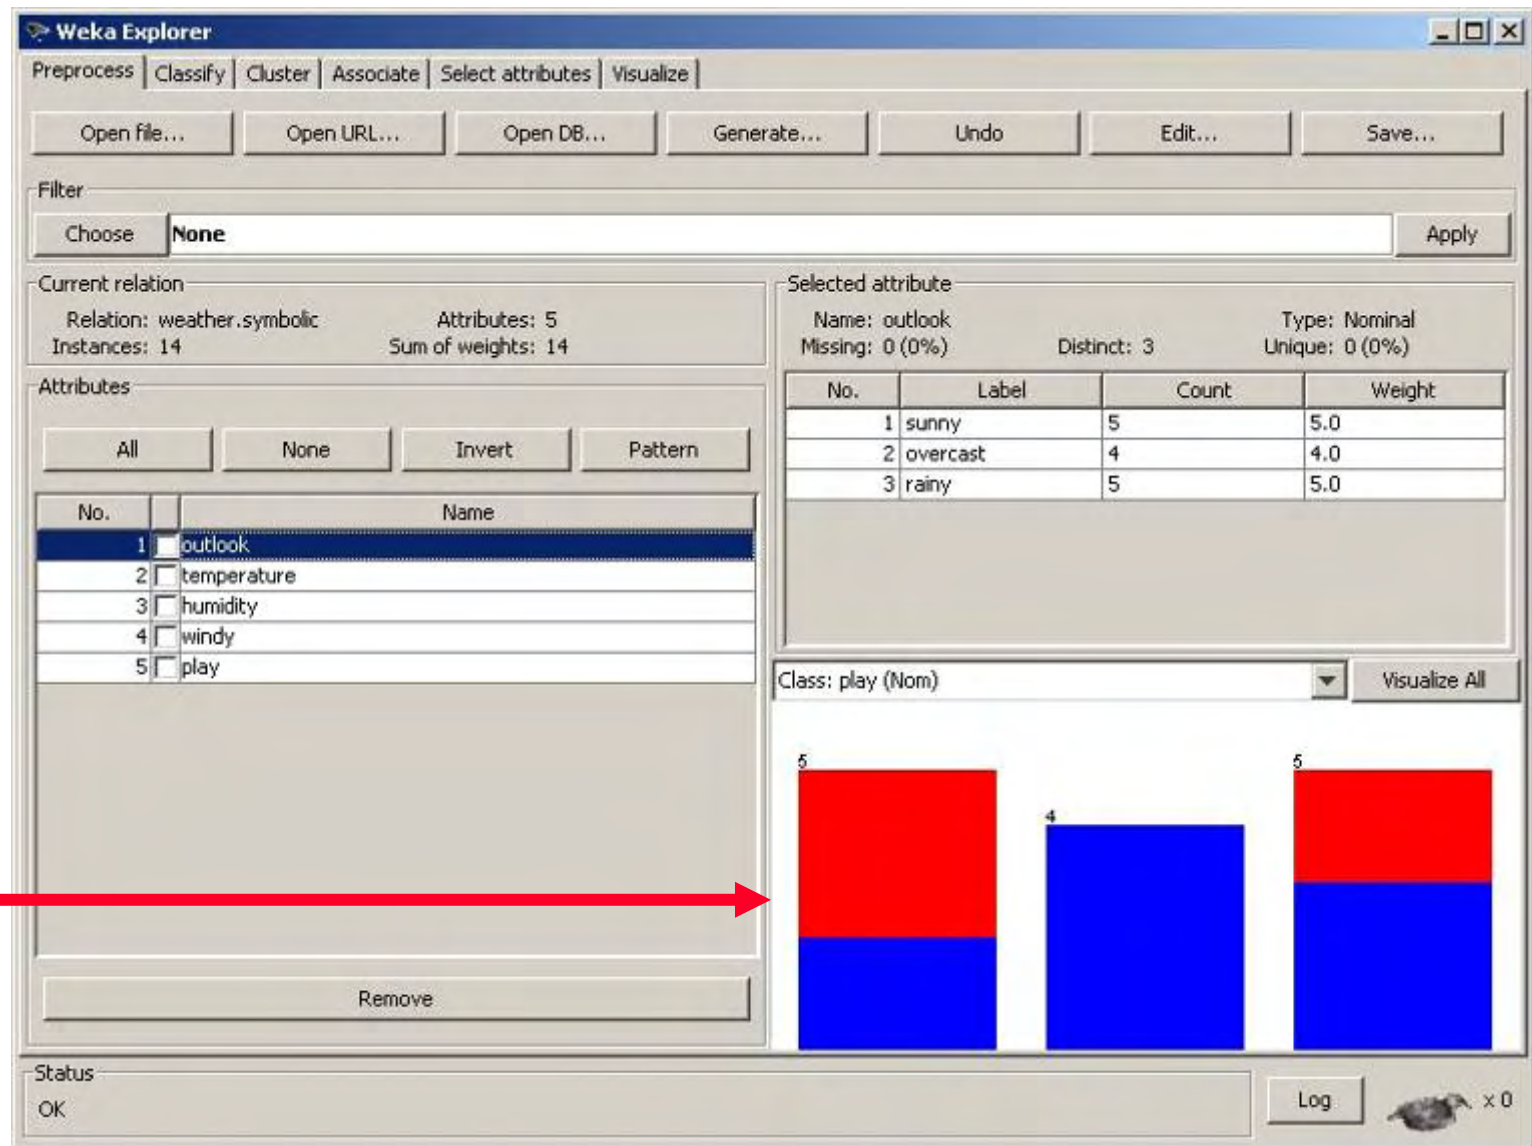 Weka Explorer
Preprocess Classify Cluster Associate Select attributes Visualize
Open file... Open URL... Open DB... Generate... Undo Edit... Save...
Filter
Choose None Apply
Current relation
Relation: weather.symbolic Attributes: 5
Instances: 14 Sum of weights: 14
Attributes
All None Invert Pattern
No. Name
1 outlook
2 temperature
3 humidity
4 windy
5 play
Remove
Selected attribute
Name: outlook Type: Nominal
Missing: 0 (0%) Distinct: 3 Unique: 0 (0%)
No. Label Count Weight
1 sunny 5 5.0
2 overcast 4 4.0
3 rainy 5 5.0
Class: play (Nom) Visualize All
5 4 5
Status
OK
Log x 0